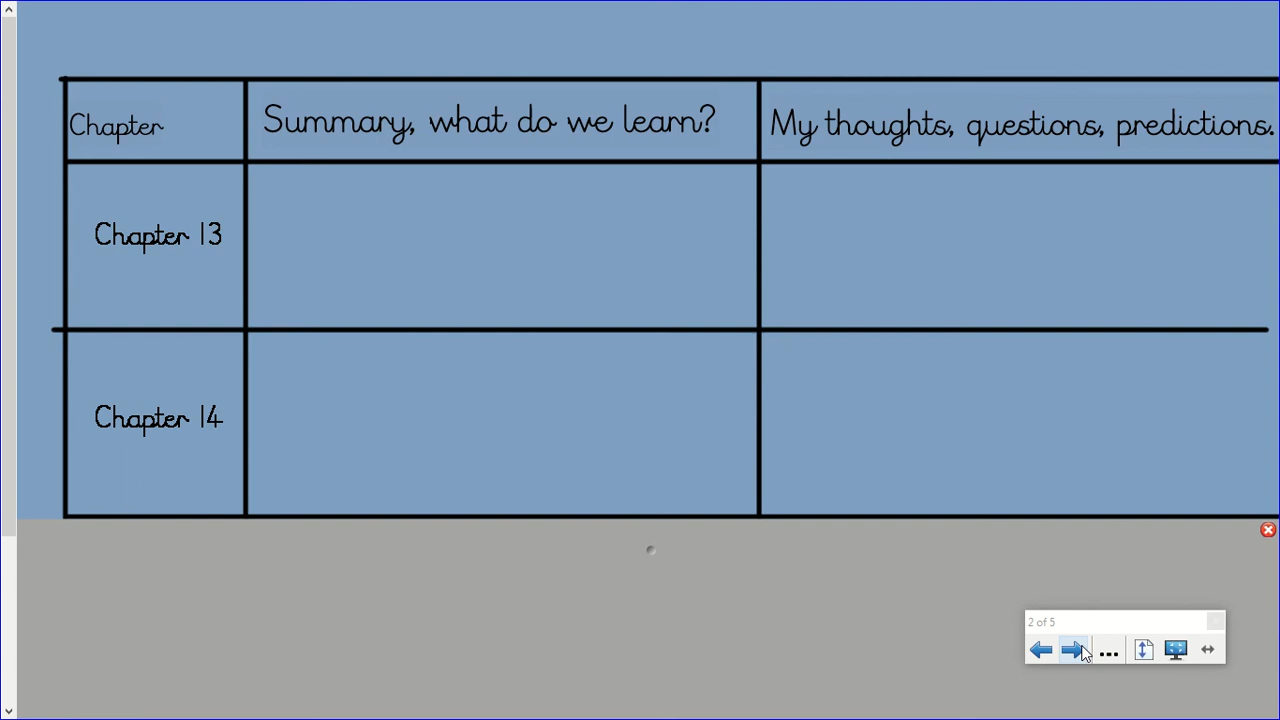 Chapter
Summary, what do we learn?
My thoughts, questions, predictions.
Chapter 13
Chapter 14
2 of 5